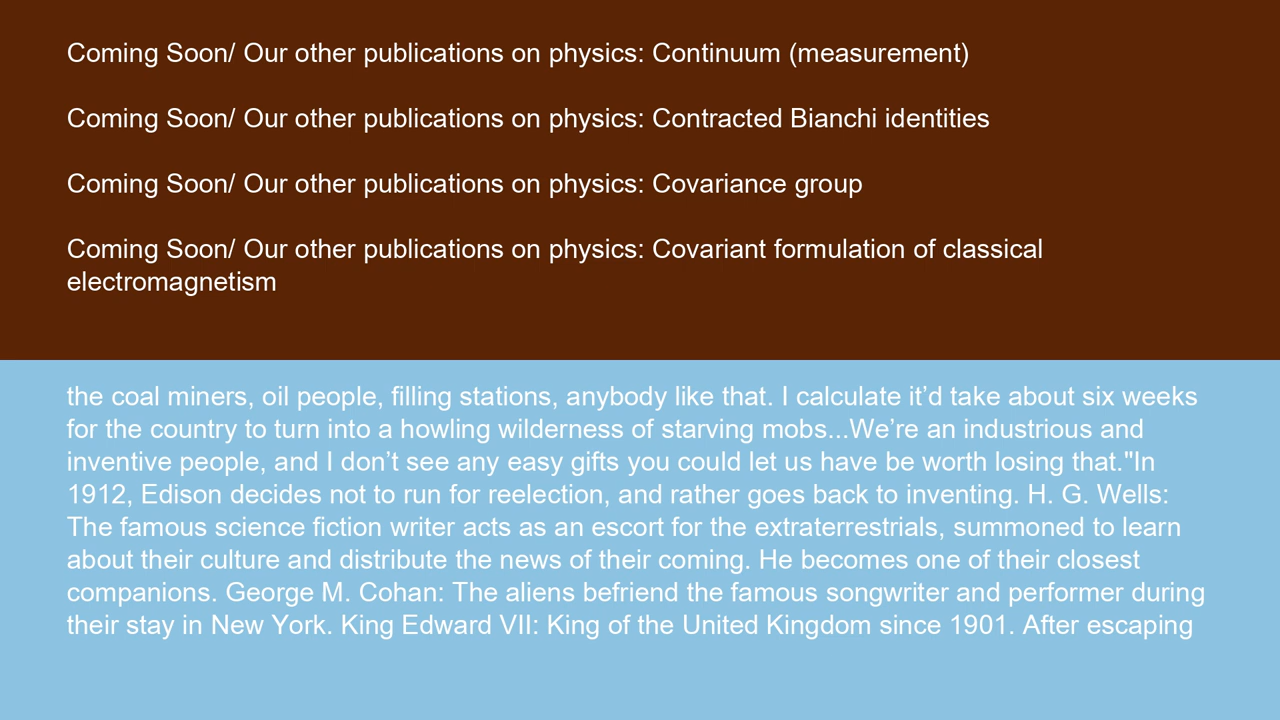 Coming Soon/ Our other publications on physics: Continuum (measurement)
Coming Soon/ Our other publications on physics: Contracted Bianchi identities
Coming Soon/ Our other publications on physics: Covariance group
Coming Soon/ Our other publications on physics: Covariant formulation of classical
electromagnetism
the coal miners, oil people, filling stations, anybody like that. I calculate it’d take about six weeks
for the country to turn into a howling wilderness of starving mobs...We’re an industrious and
inventive people, and I don’t see any easy gifts you could let us have be worth losing that."In
1912, Edison decides not to run for reelection, and rather goes back to inventing. H. G. Wells:
The famous science fiction writer acts as an escort for the extraterrestrials, summoned to learn
about their culture and distribute the news of their coming. He becomes one of their closest
companions. George M. Cohan: The aliens befriend the famous songwriter and performer during
their stay in New York. King Edward VII: King of the United Kingdom since 1901. After escaping